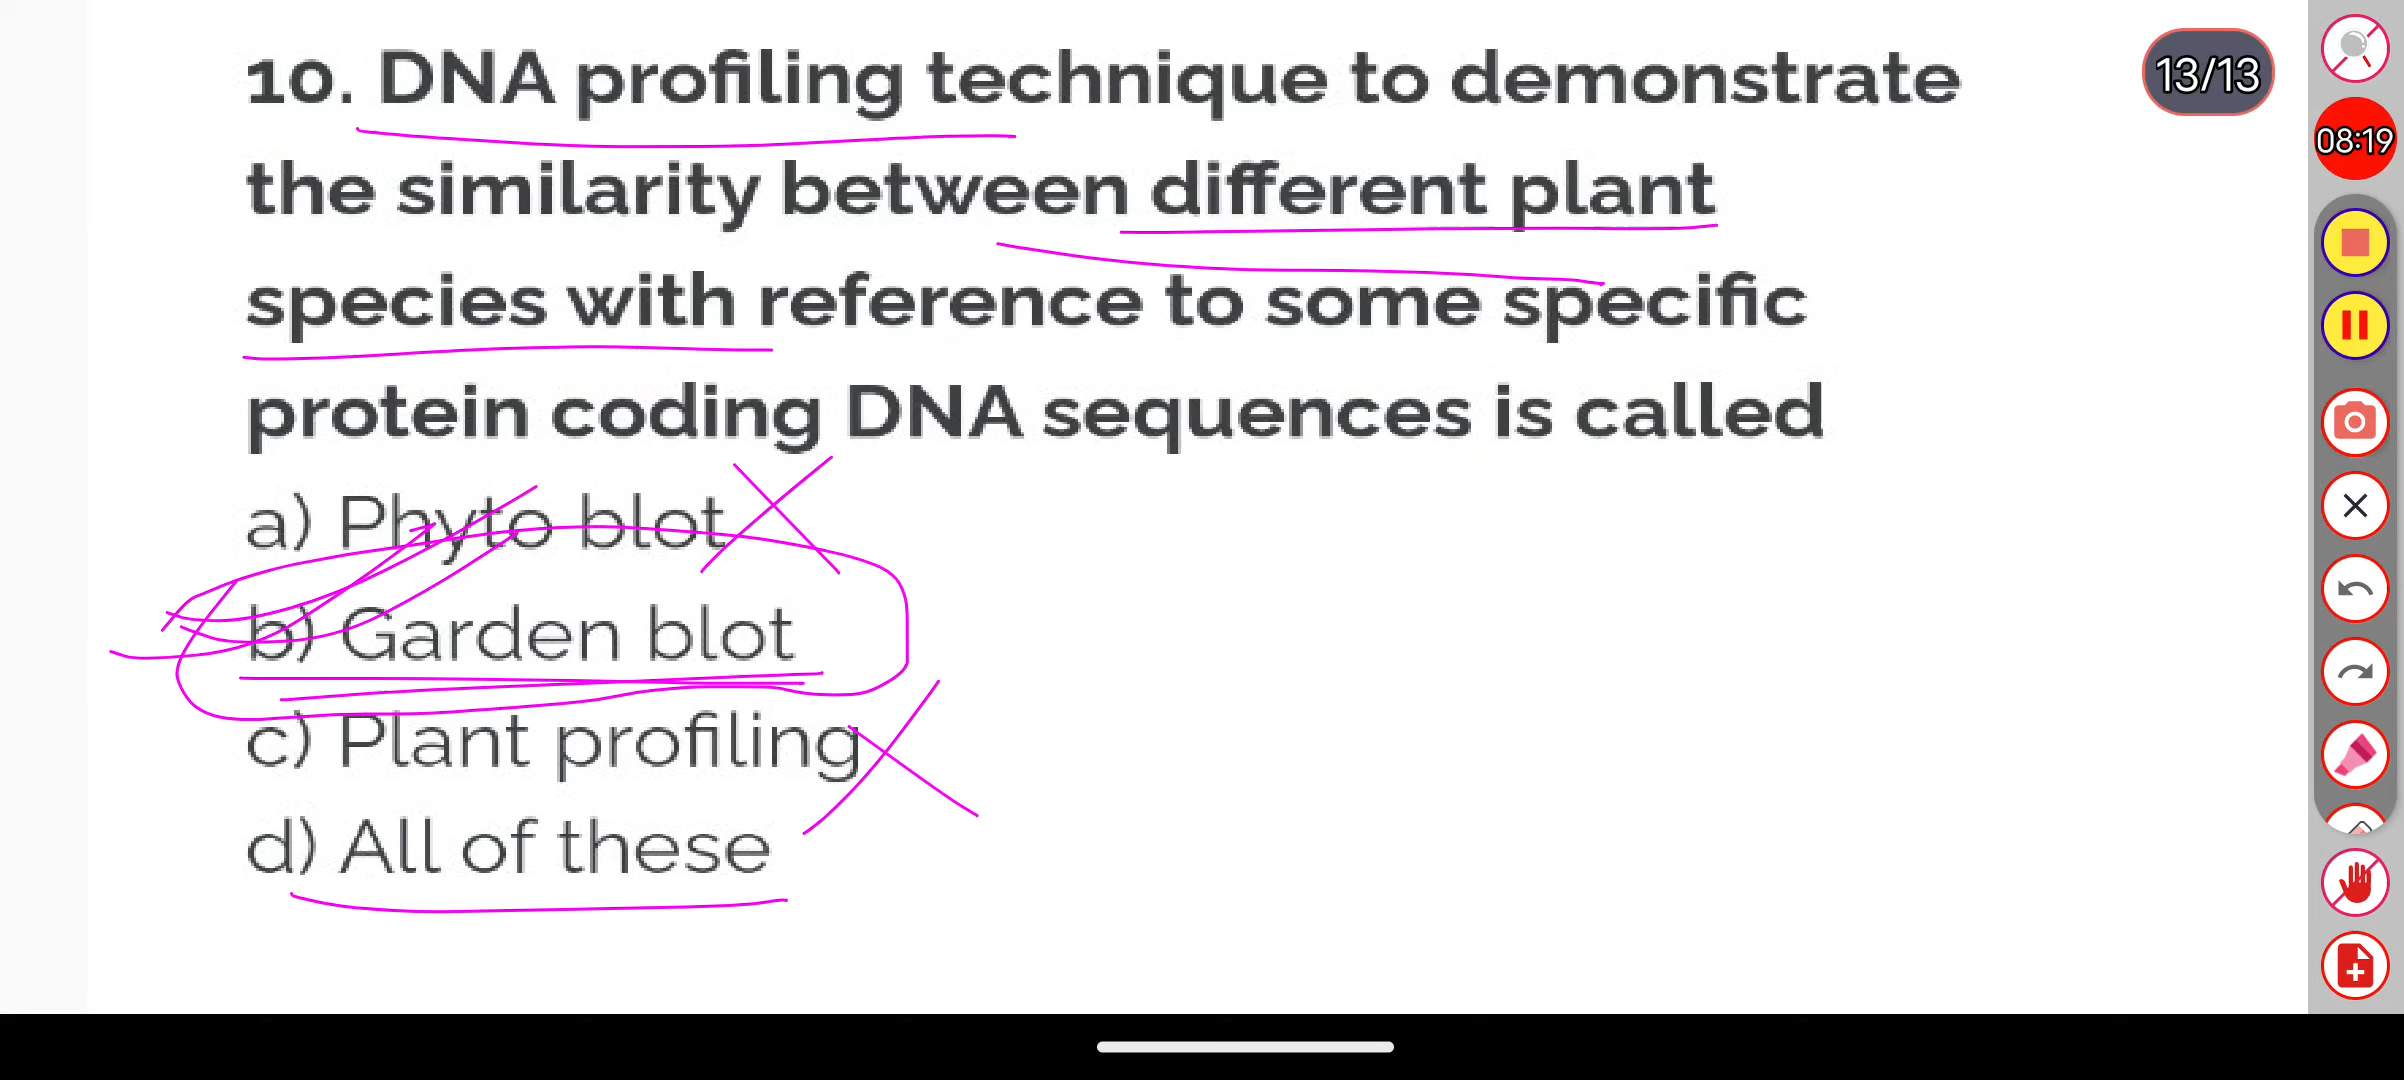 10. DNA profiling technique to demonstrate
the similarity between different plant
species with reference to some specific
protein coding DNA sequences is called
a) Phyto blot
b) Garden blot
c) Plant profiling
d) All of these
13/13
08:19